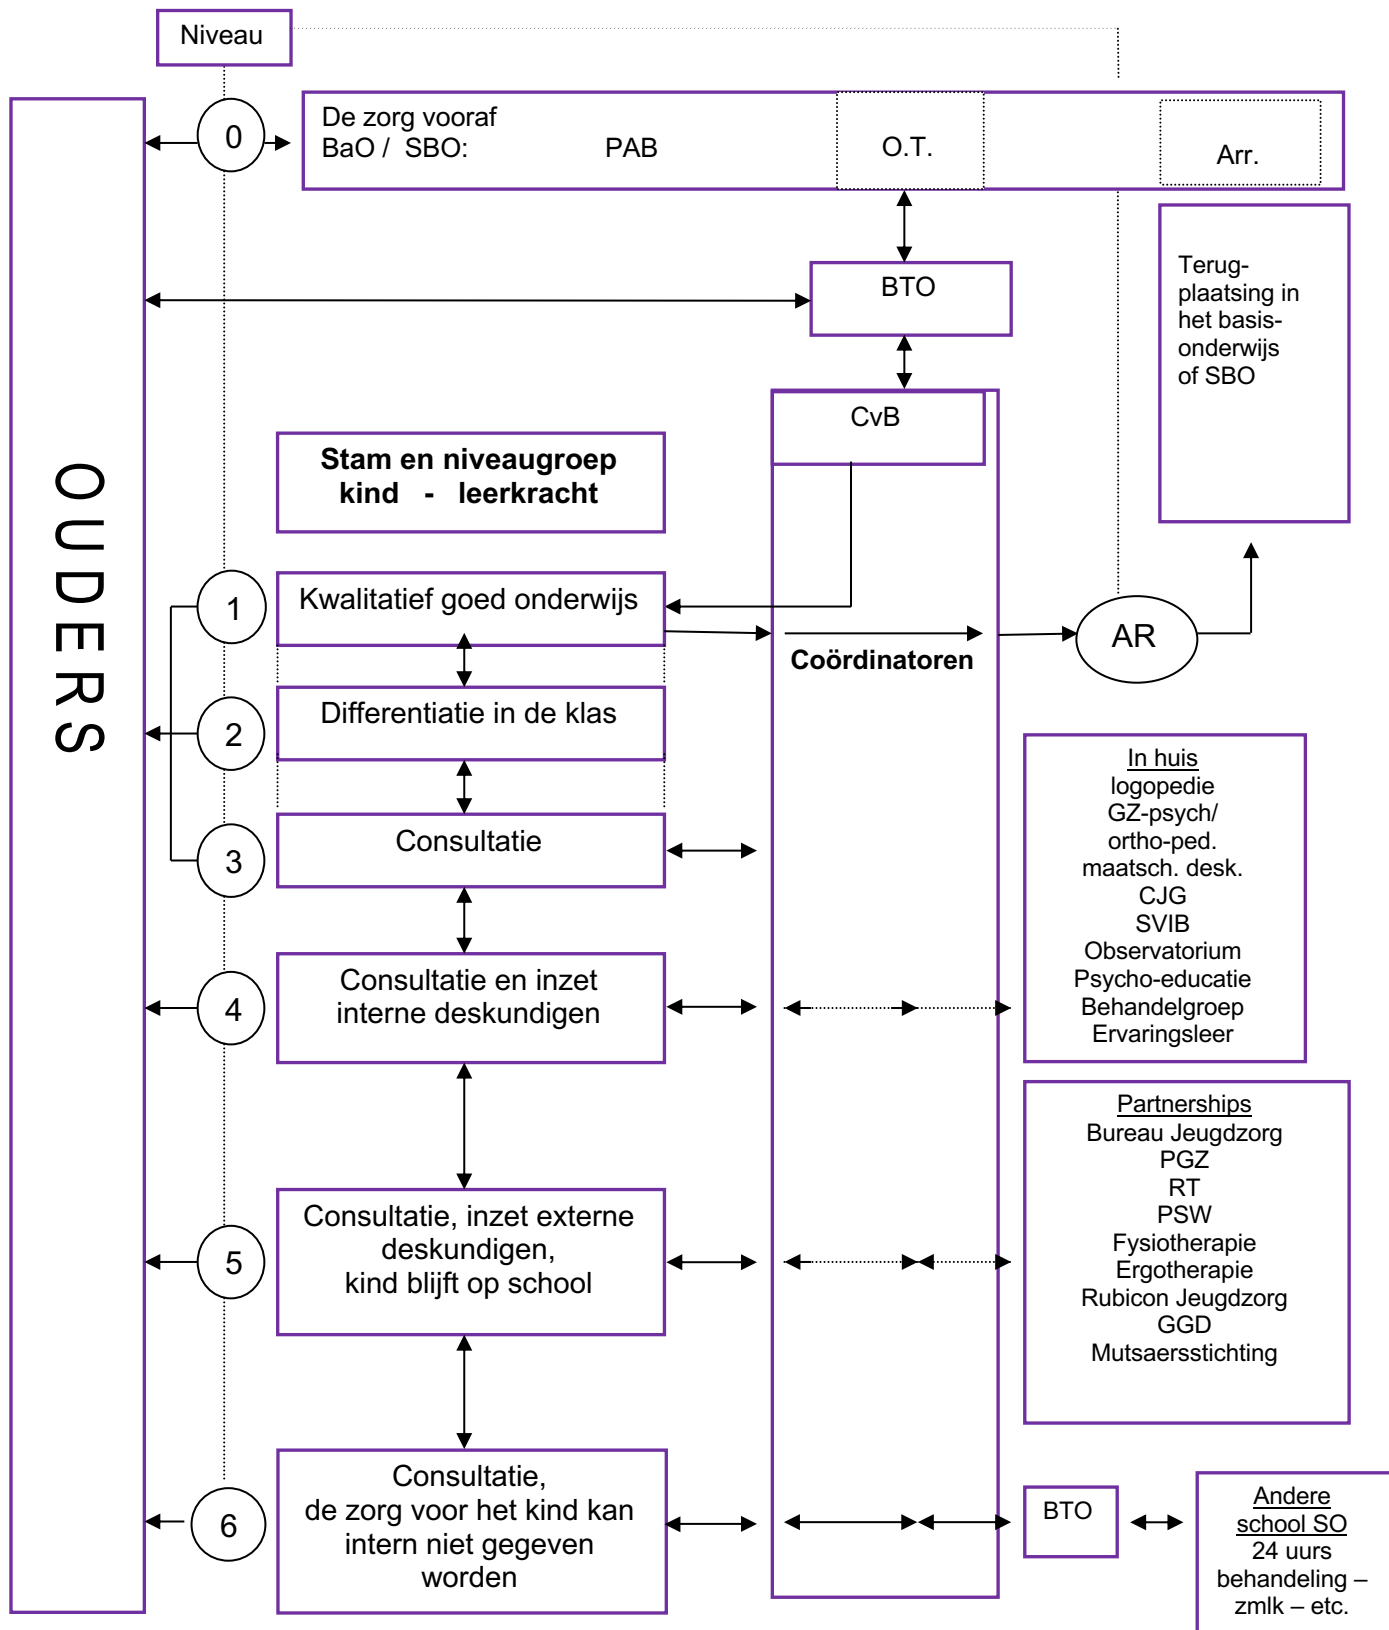 Niveau
0
De zorg vooraf
BaO / SBO: PAB
O.T.
Arr.
BTO
Terug-
plaatsing in
het basis-
onderwijs
of SBO
CvB
OUDERS
Stam en niveaugroep
kind - leerkracht
1
Kwalitatief goed onderwijs
Coördinatoren
AR
2
Differentiatie in de klas
3
Consultatie
In huis
logopedie
GZ-psych/
ortho-ped.
maatsch. desk.
CJG
SVIB
Observatorium
Psycho-educatie
Behandelgroep
Ervaringsleer
4
Consultatie en inzet
interne deskundigen
Partnerships
Bureau Jeugdzorg
PGZ
RT
PSW
Fysiotherapie
Ergotherapie
Rubicon Jeugdzorg
GGD
Mutsaersstichting
5
Consultatie, inzet externe
deskundigen,
kind blijft op school
6
Consultatie,
de zorg voor het kind kan
intern niet gegeven
worden
BTO
Andere
school SO
24 uurs
behandeling –
zmlk – etc.